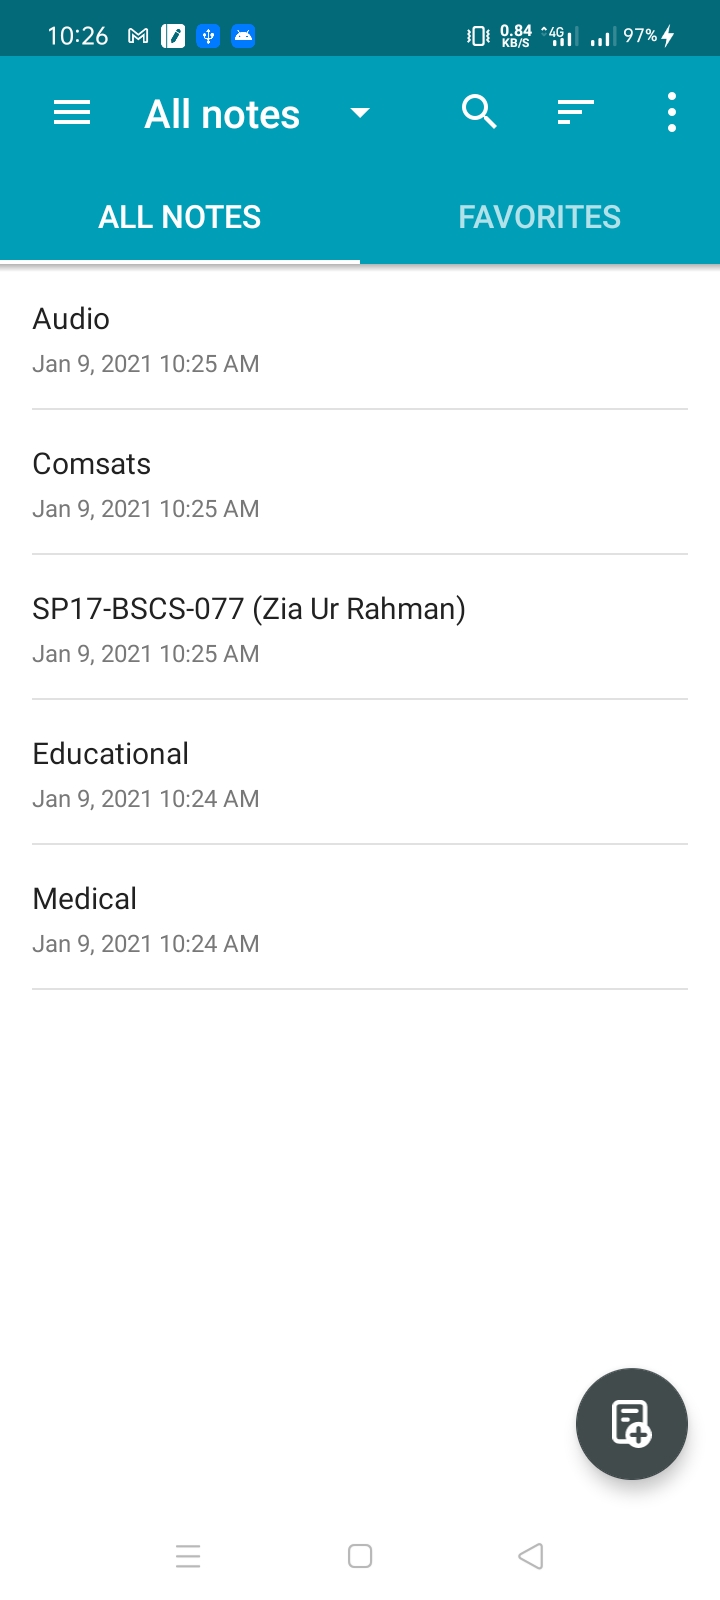 10:26 0.84 KB/S 4G 97%
All notes
ALL NOTES FAVORITES
Audio
Jan 9, 2021 10:25 AM
Comsats
Jan 9, 2021 10:25 AM
SP17-BSCS-077 (Zia Ur Rahman)
Jan 9, 2021 10:25 AM
Educational
Jan 9, 2021 10:24 AM
Medical
Jan 9, 2021 10:24 AM